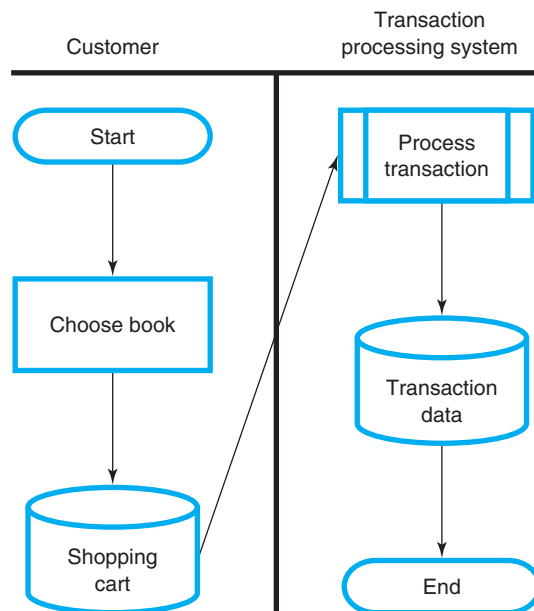 Customer
Transaction
processing system
Start
Choose book
Shopping
cart
Process
transaction
Transaction
data
End